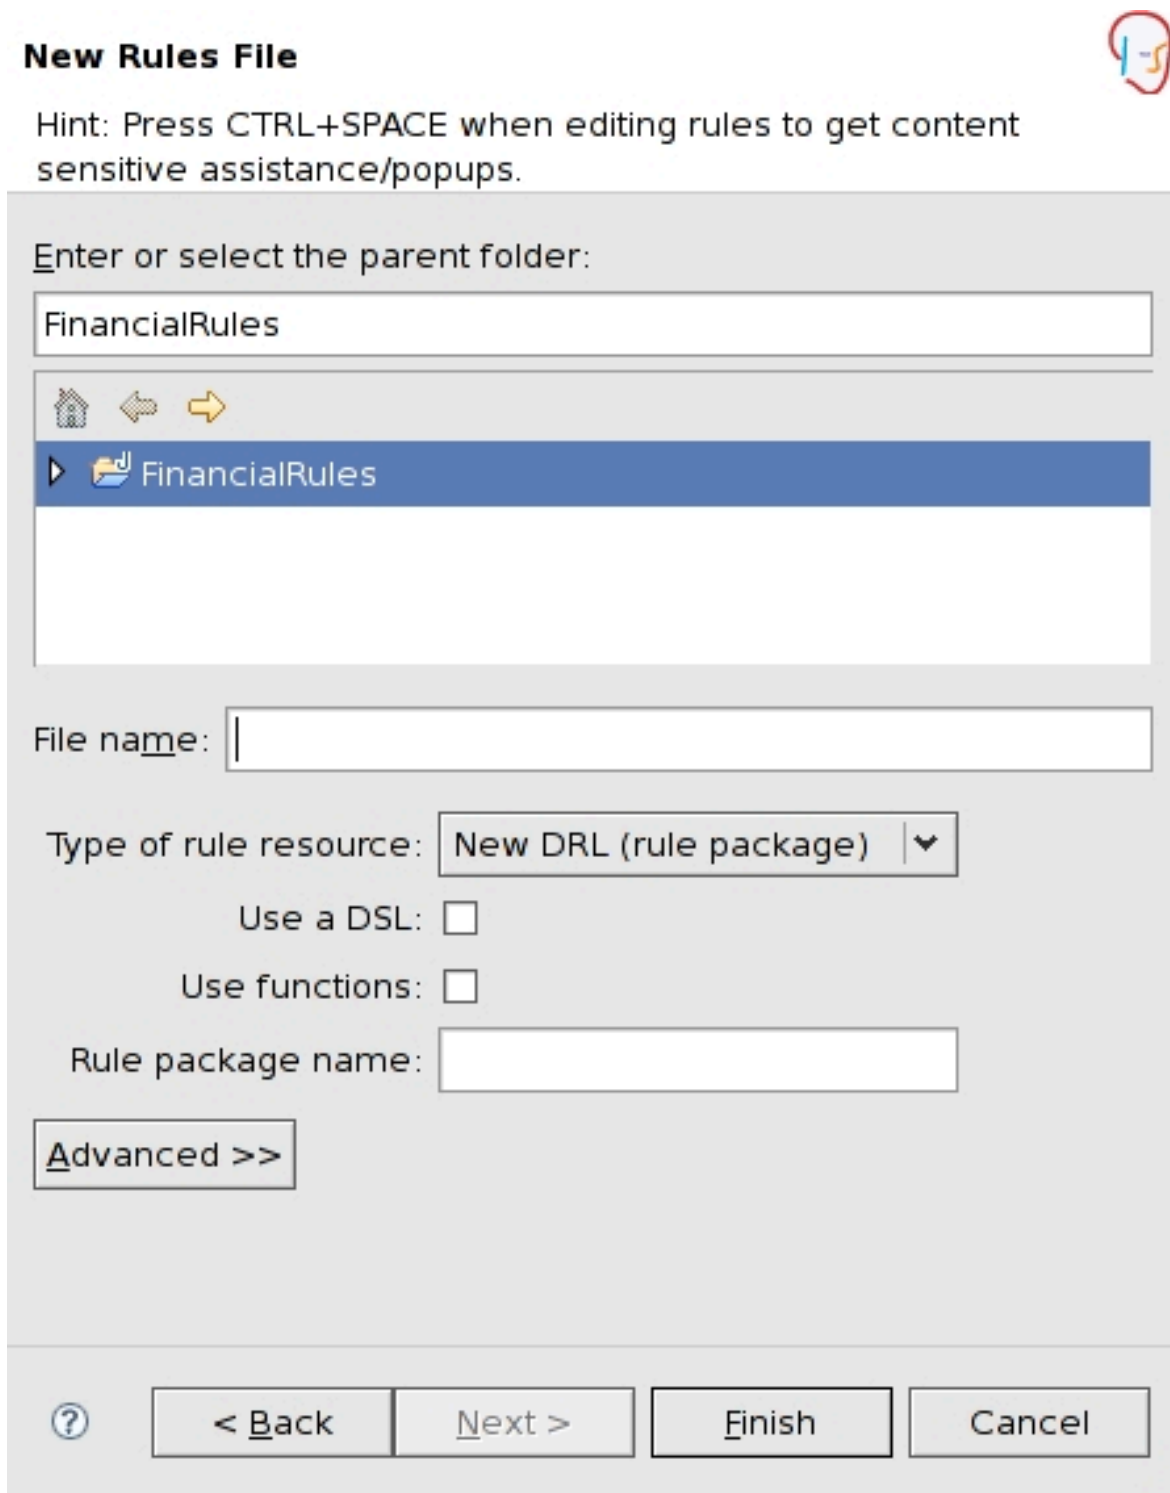 New Rules File
Hint: Press CTRL+SPACE when editing rules to get content
sensitive assistance/popups.
Enter or select the parent folder:
FinancialRules
FinancialRules
File name:
Type of rule resource: New DRL (rule package)
Use a DSL:
Use functions:
Rule package name:
Advanced >>
< Back Next > Finish Cancel